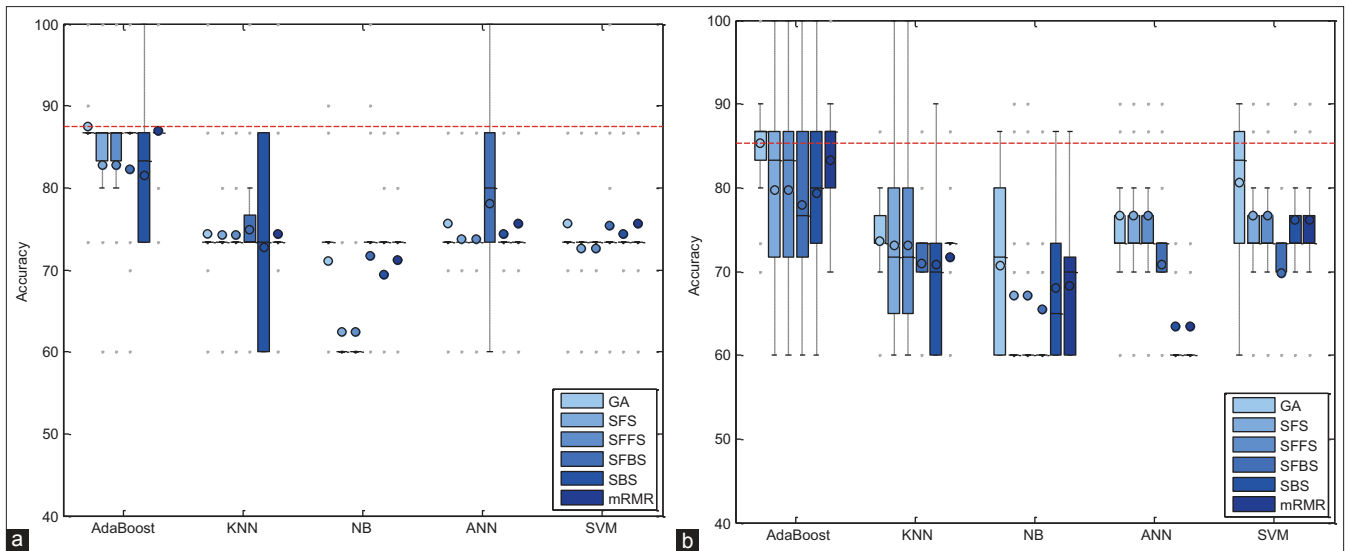 100
90
80
70
60
50
40
Accuracy
AdaBoost KNN NB ANN SVM
GA
SFS
SFFS
SFBS
SBS
mRMR
a
100
90
80
70
60
50
40
Accuracy
AdaBoost KNN NB ANN SVM
GA
SFS
SFFS
SFBS
SBS
mRMR
b